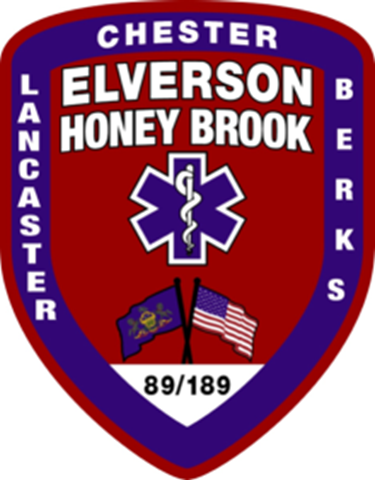 CHESTER
LANCASTER
BERKS
ELVERSON
HONEY BROOK
89/189